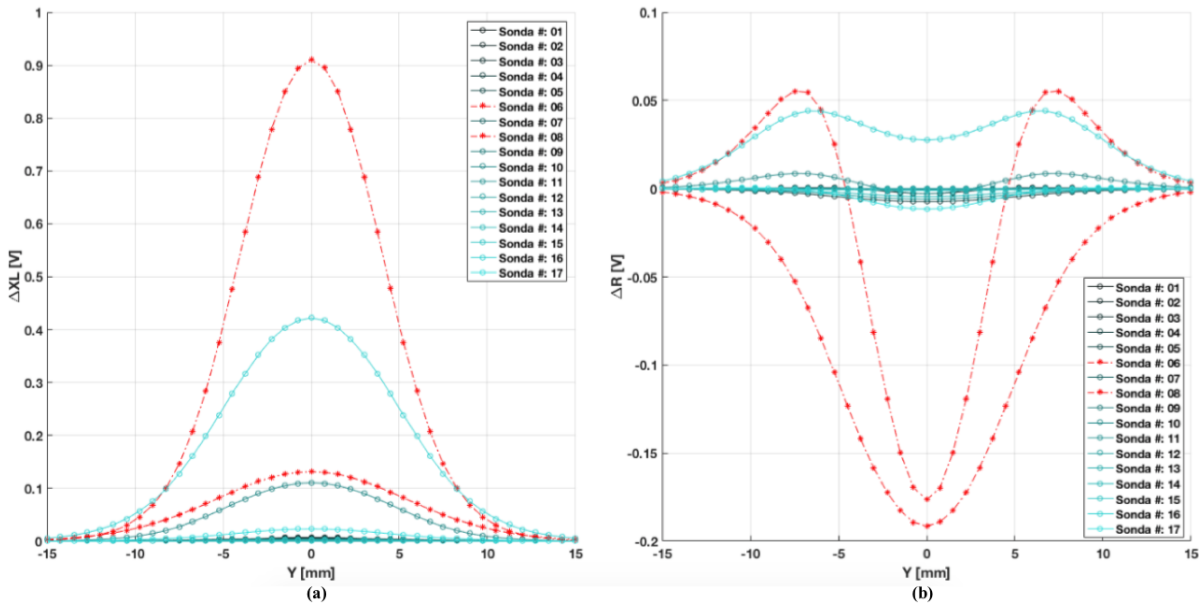 1
0.9
0.8
0.7
0.6
0.5
0.4
0.3
0.2
0.1
0
-15
-10
-5
0
5
10
15
ΔXL [V]
Y [mm]
(a)
Sonda #: 01
Sonda #: 02
Sonda #: 03
Sonda #: 04
Sonda #: 05
Sonda #: 06
Sonda #: 07
Sonda #: 08
Sonda #: 09
Sonda #: 10
Sonda #: 11
Sonda #: 12
Sonda #: 13
Sonda #: 14
Sonda #: 15
Sonda #: 16
Sonda #: 17
0.1
0.05
0
-0.05
-0.1
-0.15
-0.2
-15
-10
-5
0
5
10
15
ΔR [V]
Y [mm]
(b)
Sonda #: 01
Sonda #: 02
Sonda #: 03
Sonda #: 04
Sonda #: 05
Sonda #: 06
Sonda #: 07
Sonda #: 08
Sonda #: 09
Sonda #: 10
Sonda #: 11
Sonda #: 12
Sonda #: 13
Sonda #: 14
Sonda #: 15
Sonda #: 16
Sonda #: 17